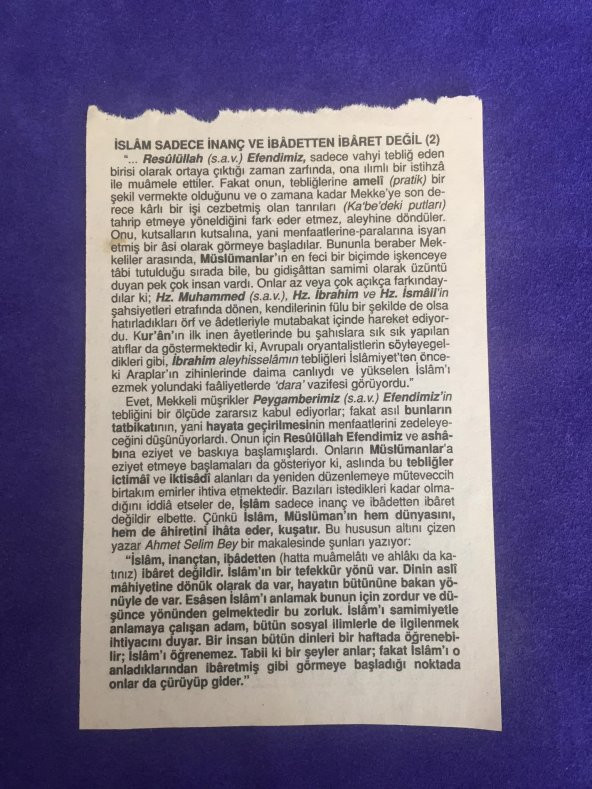 İSLÂM SADECE İNANÇ VE İBÂDETTEN İBÂRET DEĞİL (2)
"... Resûlüllah (s.a.v.) Efendimiz, sadece vahyi tebliğ eden
birisi olarak ortaya çıktığı zaman zarfında, ona ılımlı bir istihzâ
ile muâmele ettiler. Fakat onun, tebliğlerine amelî (pratik) bir
şekil vermekte olduğunu ve o zamana kadar Mekke'ye son de-
rece kârlı bir işi cezbetmiş olan tanrıları (Ka'be'deki putları)
tahrip etmeye yöneldiğini fark eder etmez, aleyhine döndüler.
Onu, kutsalların kutsalına, yani menfaatlerine-paralarına isyan
etmiş bir âsi olarak görmeye başladılar. Bununla beraber Mek-
keliler arasında, Müslümanlar'ın en feci bir biçimde işkenceye
tâbi tutulduğu sırada bile, bu gidişâttan samimi olarak üzüntü
duyan pek çok insan vardı. Onlar az veya çok açıkça farkınday-
dılar ki; Hz. Muhammed (s.a.v.), Hz. İbrahim ve Hz. İsmâil'in
şahsiyetleri etrafında dönen, kendilerinin fülu bir şekilde de olsa
hatırladıkları örf ve âdetleriyle mutabakat içinde hareket ediyor-
du. Kur'ân'ın ilk inen âyetlerinde bu şahıslara sık sık yapılan
atıflar da göstermektedir ki, Avrupalı oryantalistlerin söyleyegel-
dikleri gibi, İbrahim aleyhisselâmın tebliğleri İslâmiyet'ten önce-
ki Araplar'ın zihinlerinde daima canlıydı ve yükselen İslâm'ı
ezmek yolundaki faâliyetlerde 'dara' vazifesi görüyordu."
Evet, Mekkeli müşrikler Peygamberimiz (s.a.v.) Efendimiz'in
tebliğini bir ölçüde zararsız kabul ediyorlar; fakat asıl bunların
tatbikatının, yani hayata geçirilmesinin menfaatlerini zedeleye-
ceğini düşünüyorlardı. Onun için Resûlüllah Efendimiz ve ashâ-
bına eziyet ve baskıya başlamışlardı. Onların Müslümanlar'a
eziyet etmeye başlamaları da gösteriyor ki, aslında bu tebliğler
ictimâî ve iktisâdî alanları da yeniden düzenlemeye müteveccih
birtakım emirler ihtiva etmektedir. Bazıları istedikleri kadar olma-
dığını iddiâ etseler de, İslâm sadece inanç ve ibâdetten ibâret
değildir elbette. Çünkü İslâm, Müslüman'ın hem dünyasını,
hem de âhiretini ihâta eder, kuşatır. Bu hususun altını çizen
yazar Ahmet Selim Bey bir makalesinde şunları yazıyor:
"İslâm, inançtan, ibâdetten (hatta muâmelâtı ve ahlâkı da ka-
tınız) ibâret değildir. İslam'ın bir tefekkür yönü var. Dinin aslî
mâhiyetine dönük olarak da var, hayatın bütününe bakan yö-
nüyle de var. Esâsen İslâm'ı anlamak bunun için zordur ve dü-
şünce yönünden gelmektedir bu zorluk. İslâm'ı samimiyetle
anlamaya çalışan adam, bütün sosyal ilimlerle de ilgilenmek
ihtiyacını duyar. Bir insan bütün dinleri bir haftada öğrenebi-
lir; İslâm'ı öğrenemez. Tabiî ki bir şeyler anlar; fakat İslâm'ı o
anladıklarından ibâretmiş gibi görmeye başladığı noktada
onlar da çürüyüp gider."